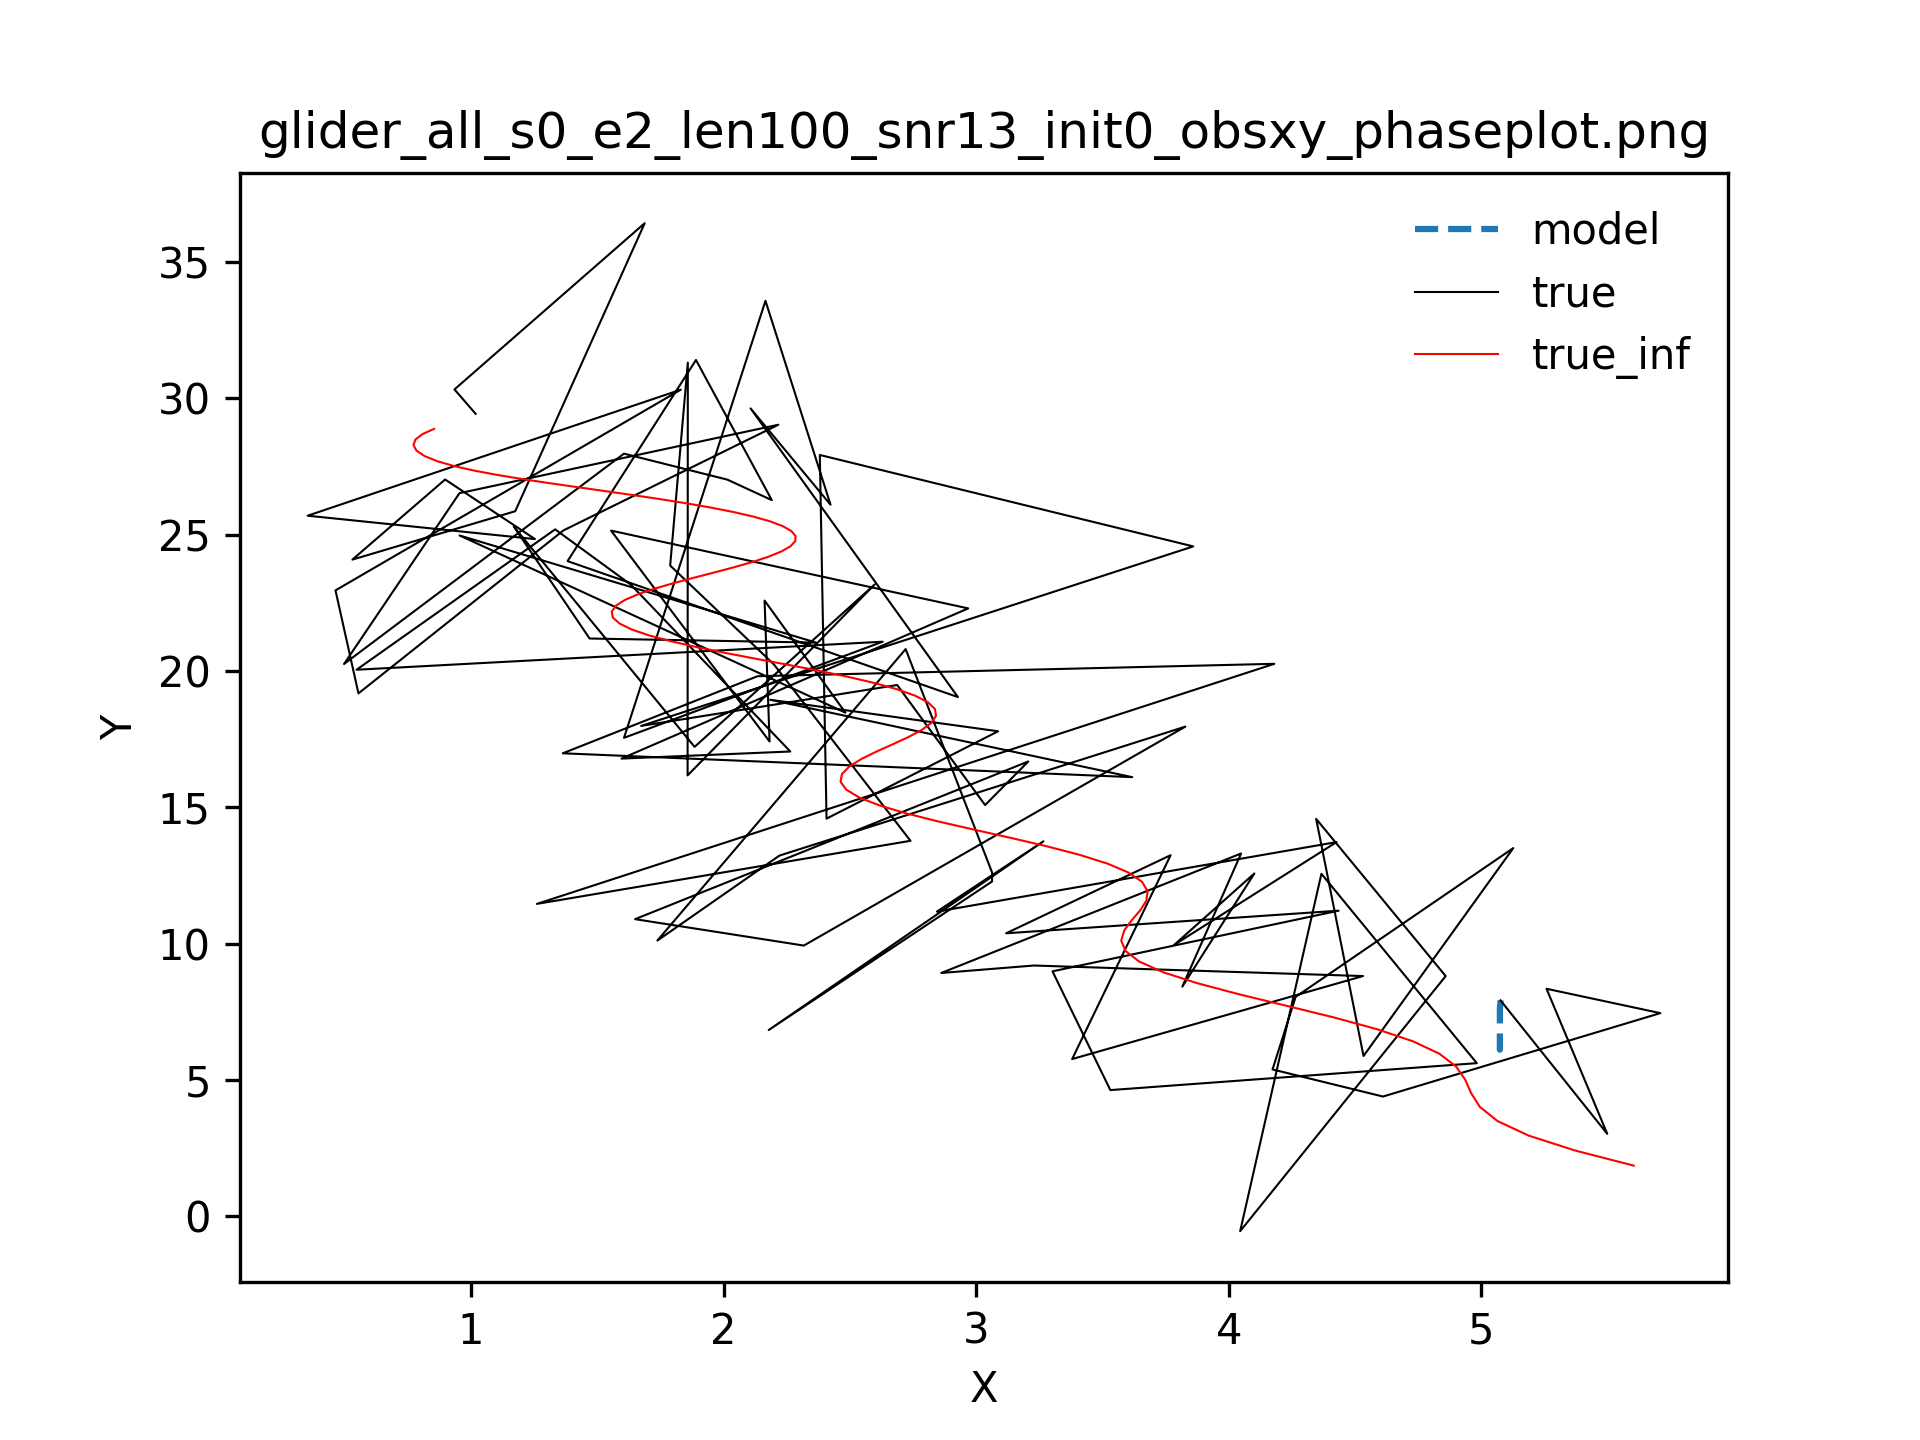 glider_all_s0_e2_len100_snr13_init0_obsxy_phaseplot.png
model
true
true_inf
35
30
25
20
15
10
5
0
Y
1 2 3 4 5
X